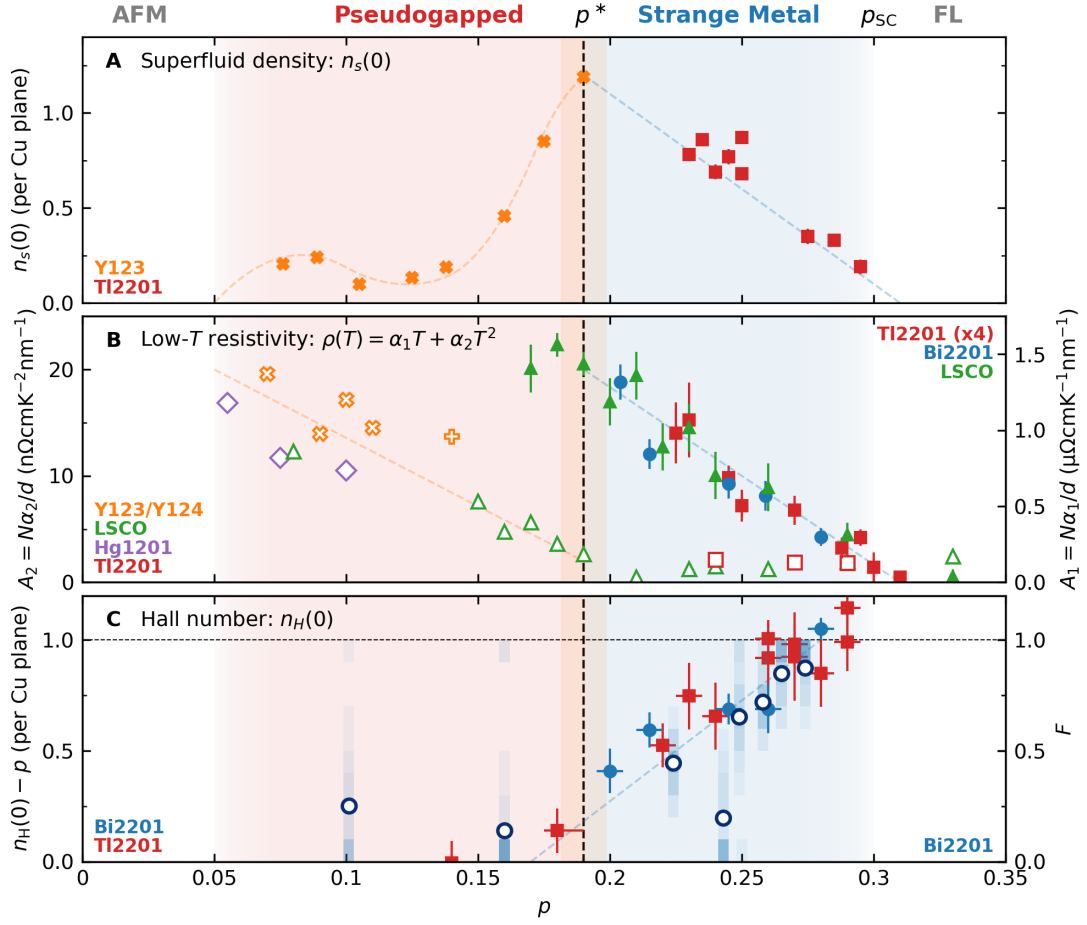 AFM Pseudogapped p* Strange Metal pSC FL
A Superfluid density: ns(0)
ns(0) (per Cu plane)
1.0
0.5
0.0
Y123
Tl2201
B Low-T resistivity: ρ(T) = α1T + α2T²
A2 = Nα2/d (nΩcmK⁻²nm⁻¹)
20
10
0
Tl2201 (x4)
Bi2201
LSCO
Y123/Y124
LSCO
Hg1201
Tl2201
1.5
1.0
0.5
0.0
A1 = Nα1/d (μΩcmK⁻¹nm⁻¹)
C Hall number: nH(0)
nH(0) − p (per Cu plane)
1.0
0.5
0.0
Bi2201
Tl2201
Bi2201
1.0
0.5
0.0
F
0 0.05 0.1 0.15 0.2 0.25 0.3 0.35
p